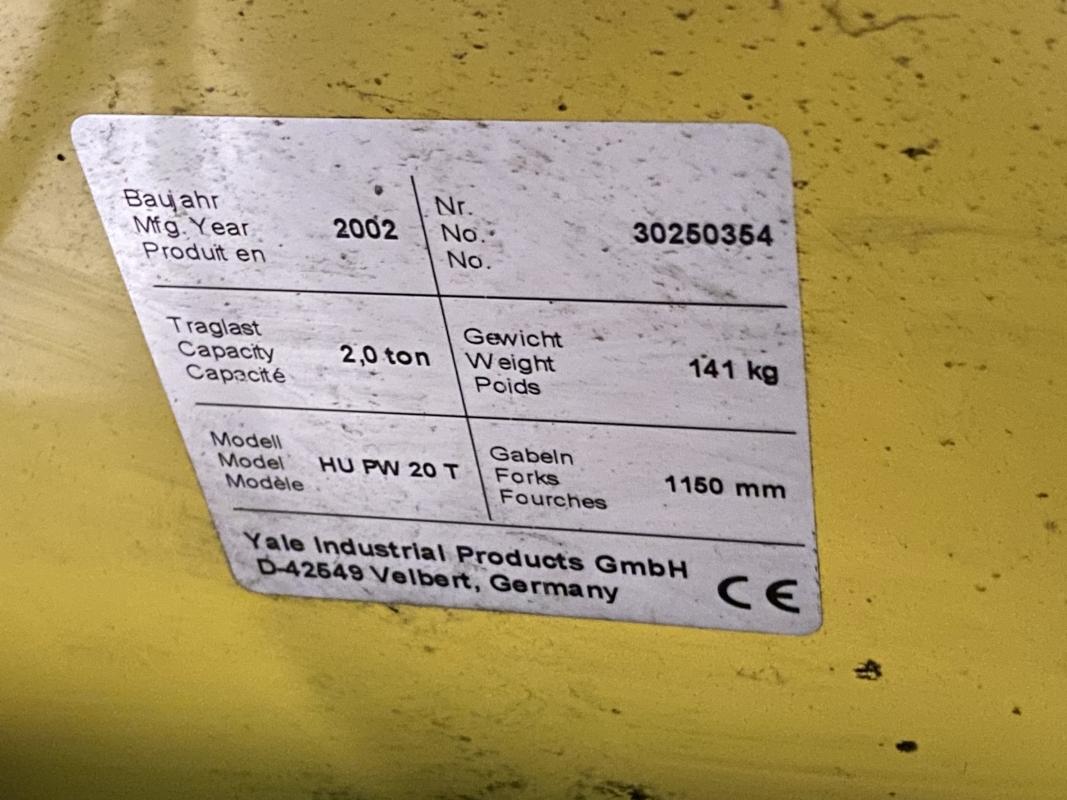 Baujahr
Mfg. Year
Produit en
2002
Nr.
No.
No.
30250354
Traglast
Capacity
Capacité
2,0 ton
Gewicht
Weight
Poids
141 kg
Modell
Model
Modèle
HU PW 20 T
Gabeln
Forks
Fourches
1150 mm
Yale Industrial Products GmbH
D-42549 Velbert, Germany
CE